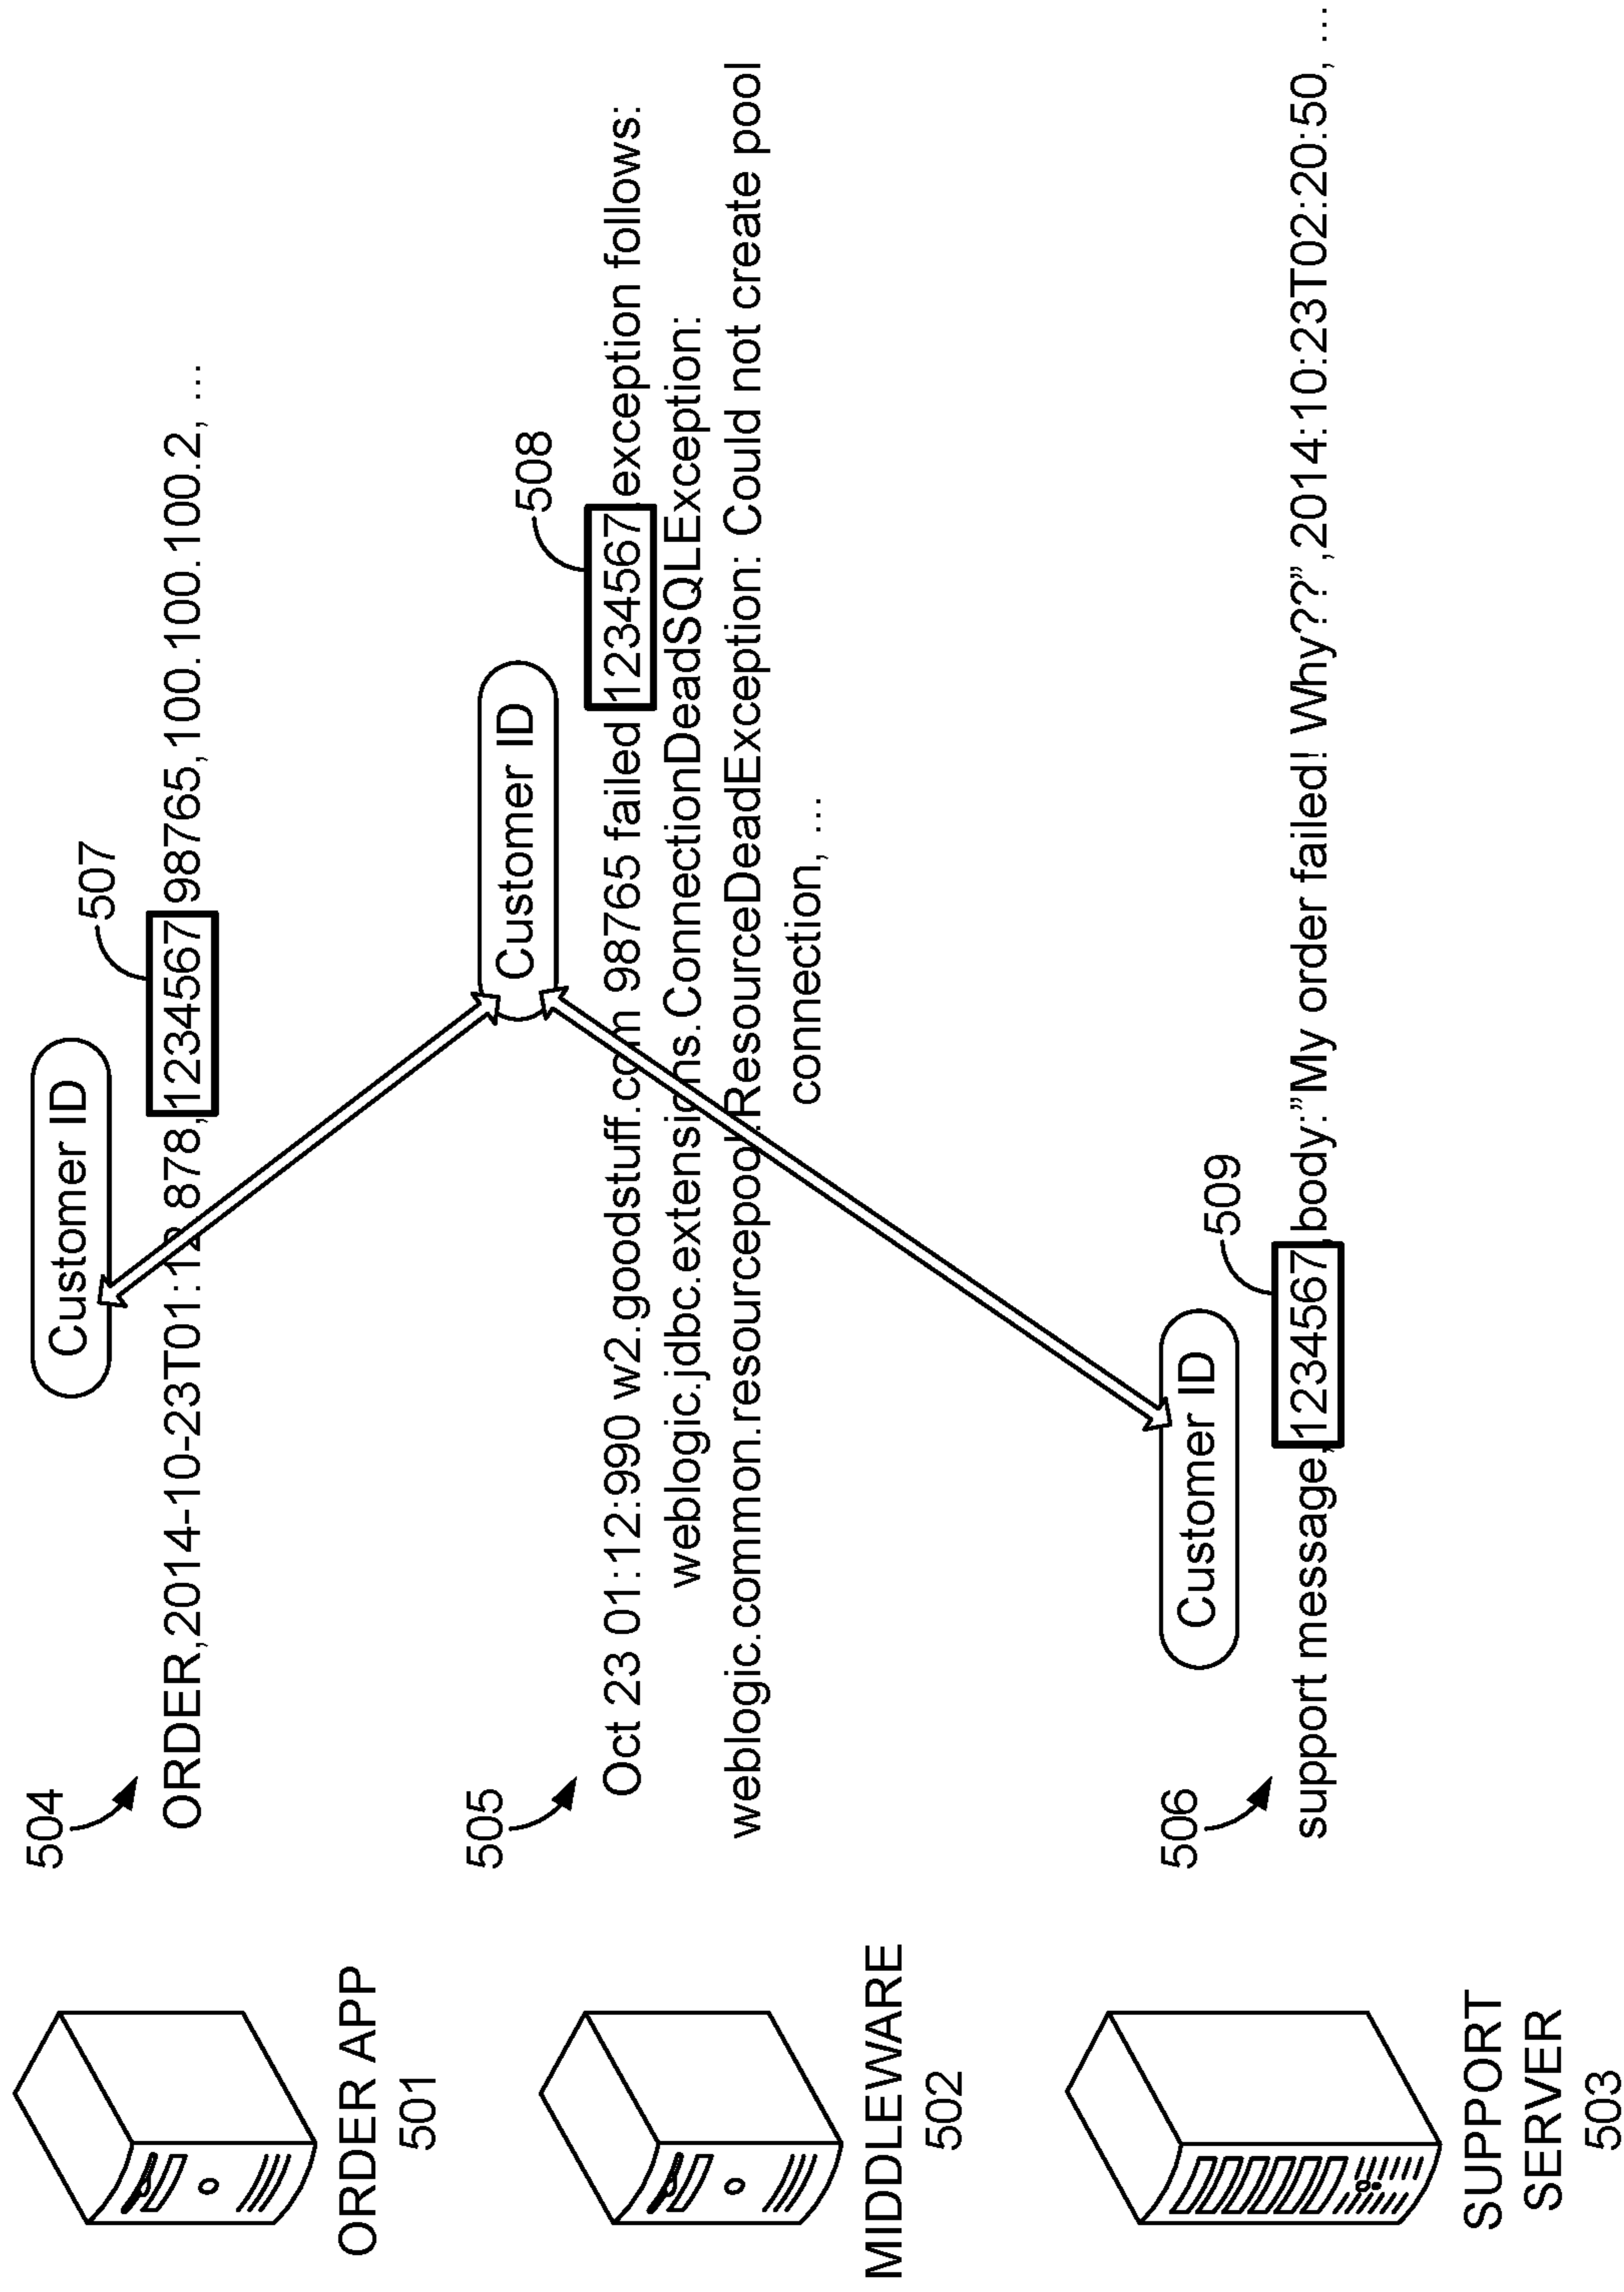 ORDER APP
501
504
Customer ID
507
ORDER,2014-10-23T01:12:878,1234567,98765,100.100.100.2, …
MIDDLEWARE
502
505
Customer ID
508
Oct 23 01:12:990 w2.goodstuff.com 98765 failed 1234567 exception follows:
weblogic.jdbc.extensions.ConnectionDeadSQLException:
weblogic.common.resourcepool.ResourceDeadException: Could not create pool
connection, …
SUPPORT
SERVER
503
506
Customer ID
509
support message,1234567,body:”My order failed! Why??”,2014:10:23T02:20:50, …